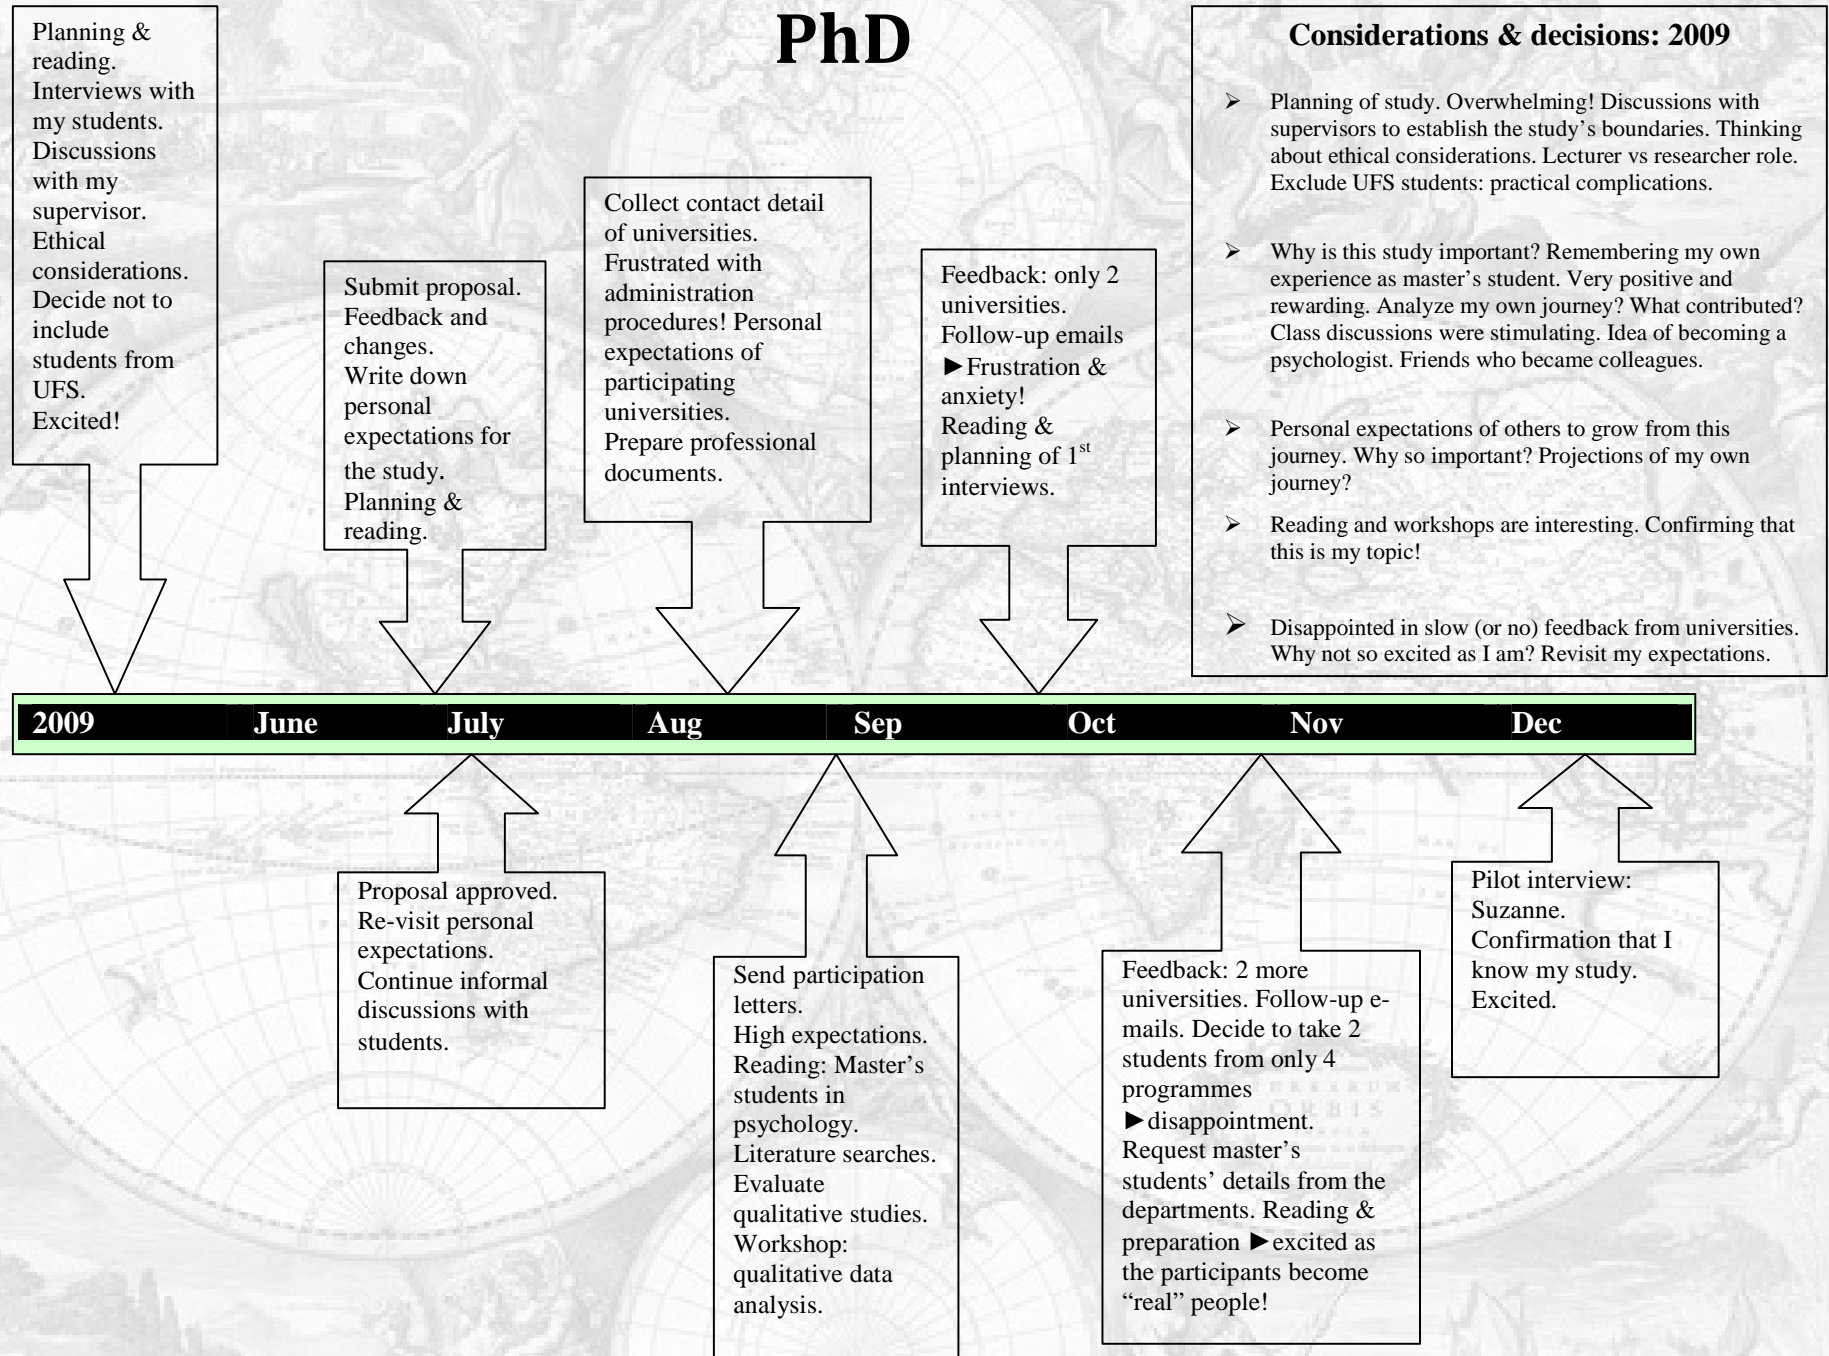 PhD
Planning &
reading.
Interviews with
my students.
Discussions
with my
supervisor.
Ethical
considerations.
Decide not to
include
students from
UFS.
Excited!
Submit proposal.
Feedback and
changes.
Write down
personal
expectations for
the study.
Planning &
reading.
Collect contact detail
of universities.
Frustrated with
administration
procedures! Personal
expectations of
participating
universities.
Prepare professional
documents.
Feedback: only 2
universities.
Follow-up emails
►Frustration &
anxiety!
Reading &
planning of 1st
interviews.
Considerations & decisions: 2009
➢ Planning of study. Overwhelming! Discussions with
supervisors to establish the study’s boundaries. Thinking
about ethical considerations. Lecturer vs researcher role.
Exclude UFS students: practical complications.
➢ Why is this study important? Remembering my own
experience as master’s student. Very positive and
rewarding. Analyze my own journey? What contributed?
Class discussions were stimulating. Idea of becoming a
psychologist. Friends who became colleagues.
➢ Personal expectations of others to grow from this
journey. Why so important? Projections of my own
journey?
➢ Reading and workshops are interesting. Confirming that
this is my topic!
➢ Disappointed in slow (or no) feedback from universities.
Why not so excited as I am? Revisit my expectations.
2009 June July Aug Sep Oct Nov Dec
Proposal approved.
Re-visit personal
expectations.
Continue informal
discussions with
students.
Send participation
letters.
High expectations.
Reading: Master’s
students in
psychology.
Literature searches.
Evaluate
qualitative studies.
Workshop:
qualitative data
analysis.
Feedback: 2 more
universities. Follow-up e-
mails. Decide to take 2
students from only 4
programmes
►disappointment.
Request master’s
students’ details from the
departments. Reading &
preparation ►excited as
the participants become
“real” people!
Pilot interview:
Suzanne.
Confirmation that I
know my study.
Excited.